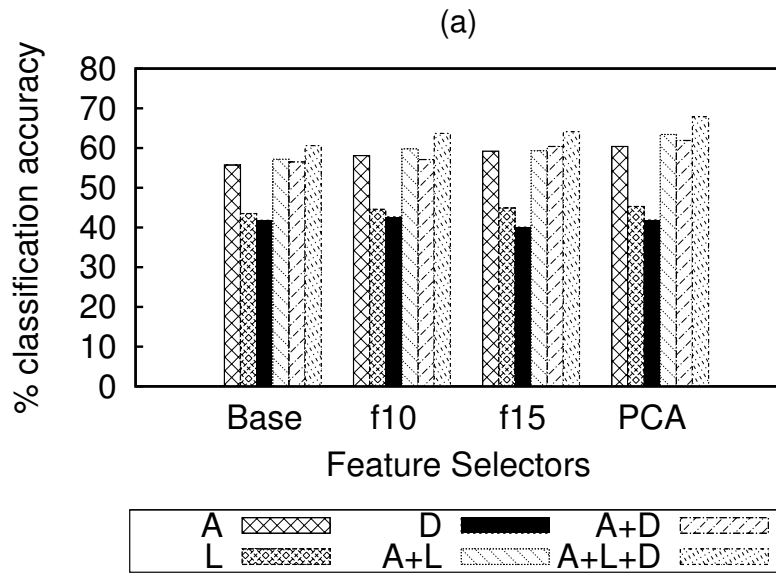 (a)
% classification accuracy
80
70
60
50
40
30
20
10
0
Base f10 f15 PCA
Feature Selectors
A D A+D
L A+L A+L+D